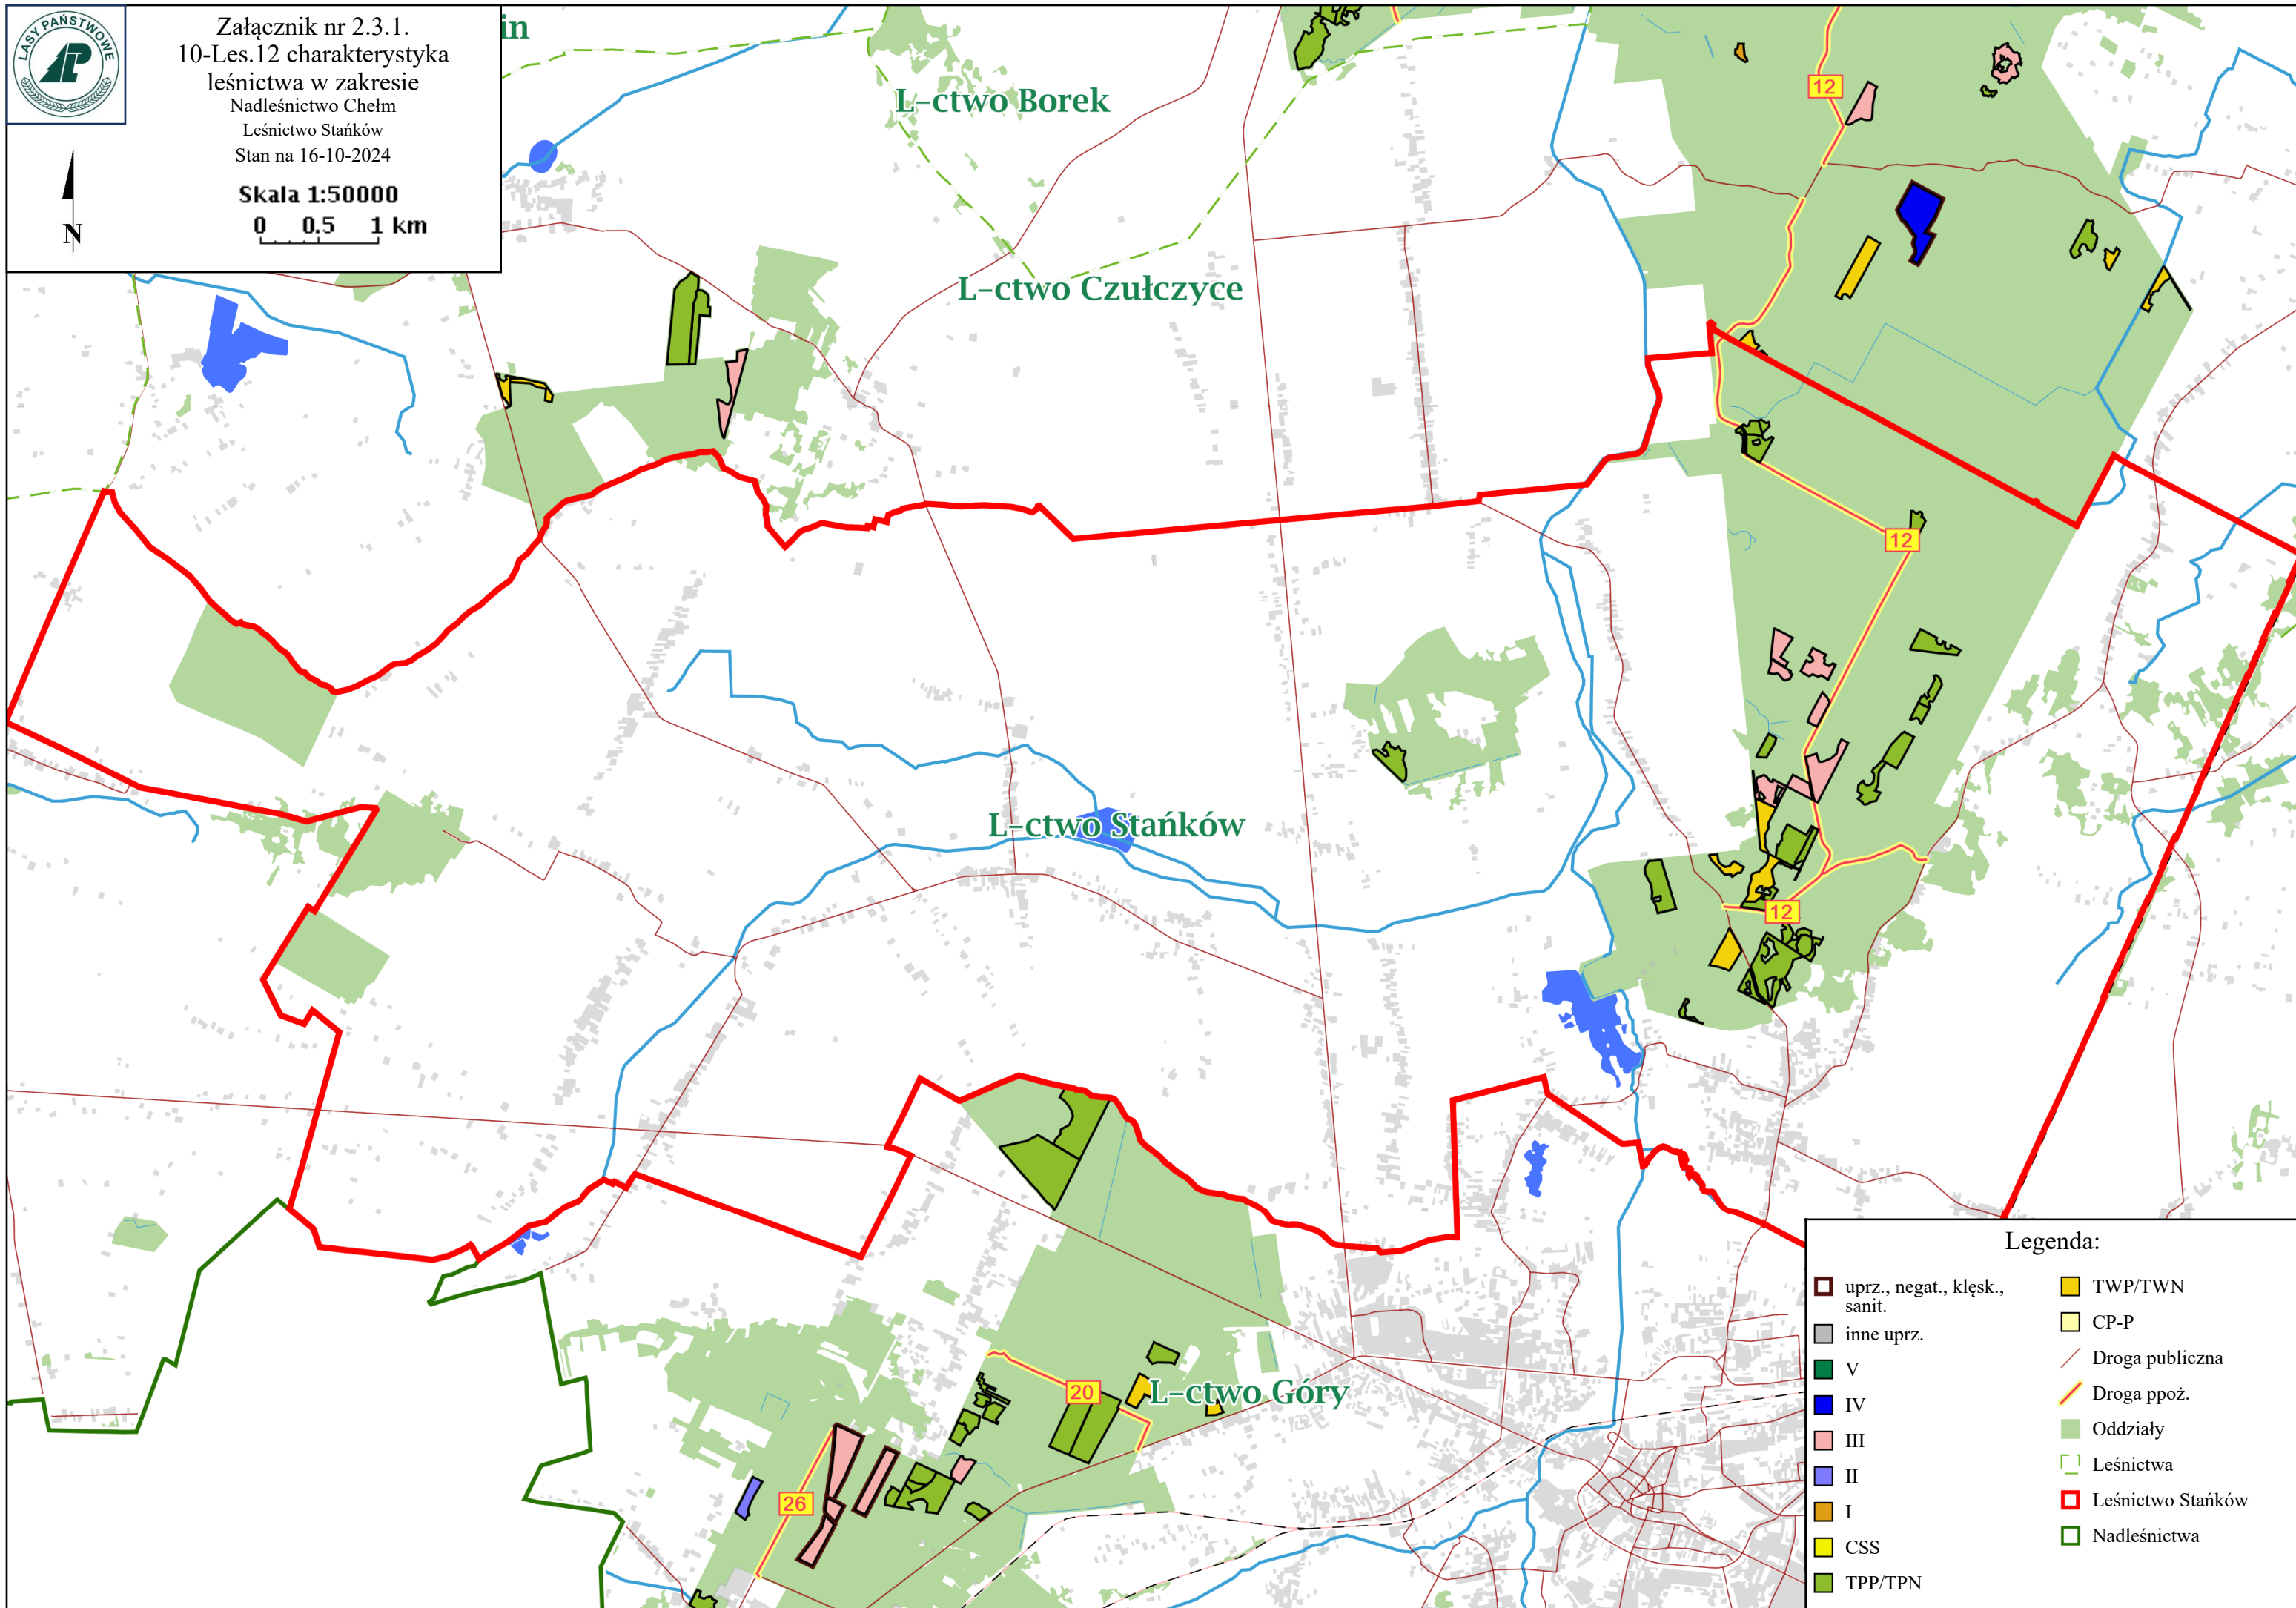 LASY PAŃSTWOWE
Załącznik nr 2.3.1.
10-Les.12 charakterystyka
leśnictwa w zakresie
Nadleśnictwo Chełm
Leśnictwo Stańków
Stan na 16-10-2024
Skala 1:50000
0 0.5 1 km
N
in
L-ctwo Borek
12
L-ctwo Czułczyce
12
L-ctwo Stańków
12
20
L-ctwo Góry
26
Legenda:
uprz., negat., klęsk.,
sanit.
inne uprz.
V
IV
III
II
I
CSS
TPP/TPN
TWP/TWN
CP-P
Droga publiczna
Droga ppoż.
Oddziały
Leśnictwa
Leśnictwo Stańków
Nadleśnictwa